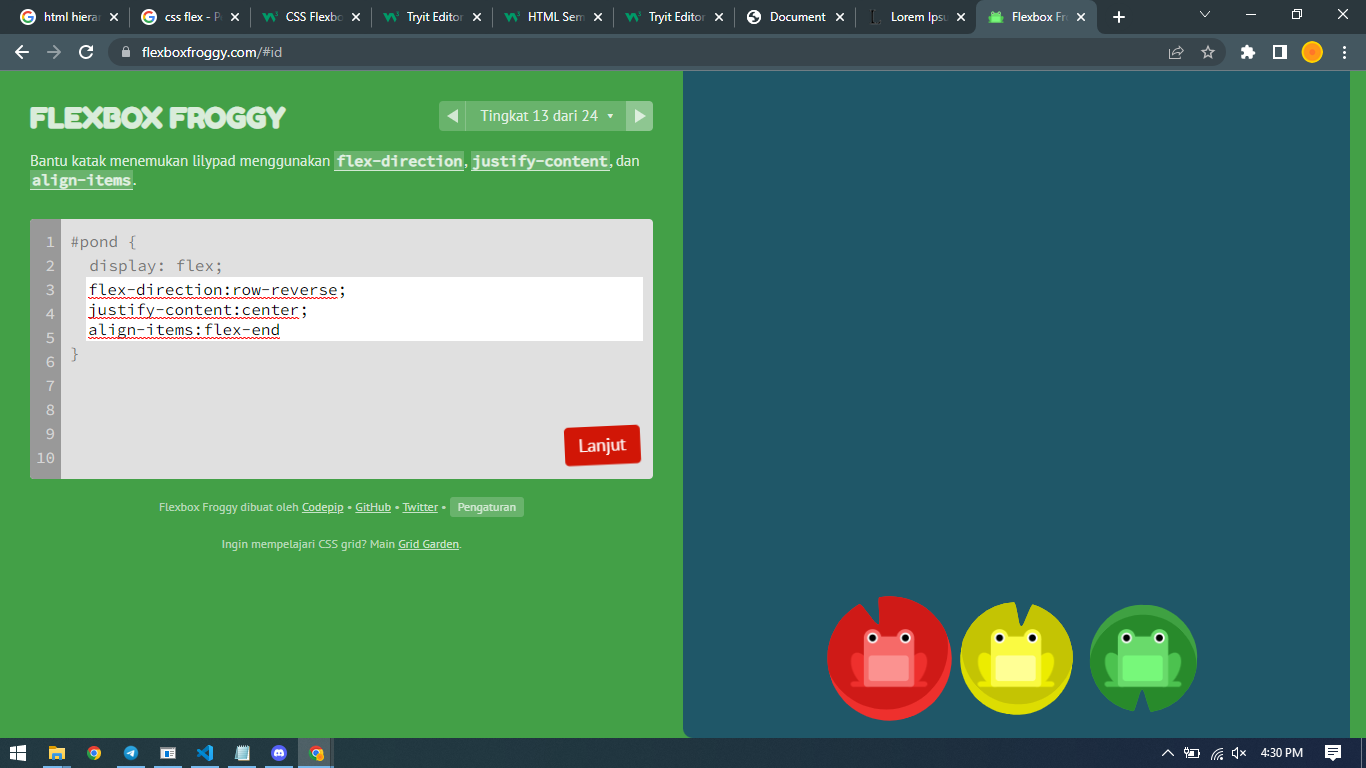 html hiera
css flex - P
CSS Flexbo
Tryit Editor
HTML Sem
Tryit Editor
Document
Lorem Ipsu
Flexbox Fro
flexboxfroggy.com/#id
FLEXBOX FROGGY
Tingkat 13 dari 24
Bantu katak menemukan lilypad menggunakan flex-direction, justify-content, dan
align-items.
1 #pond {
2 display: flex;
3 flex-direction:row-reverse;
4 justify-content:center;
5 align-items:flex-end
6 }
7
8
9
10
Lanjut
Flexbox Froggy dibuat oleh Codepip • GitHub • Twitter • Pengaturan
Ingin mempelajari CSS grid? Main Grid Garden.
4:30 PM